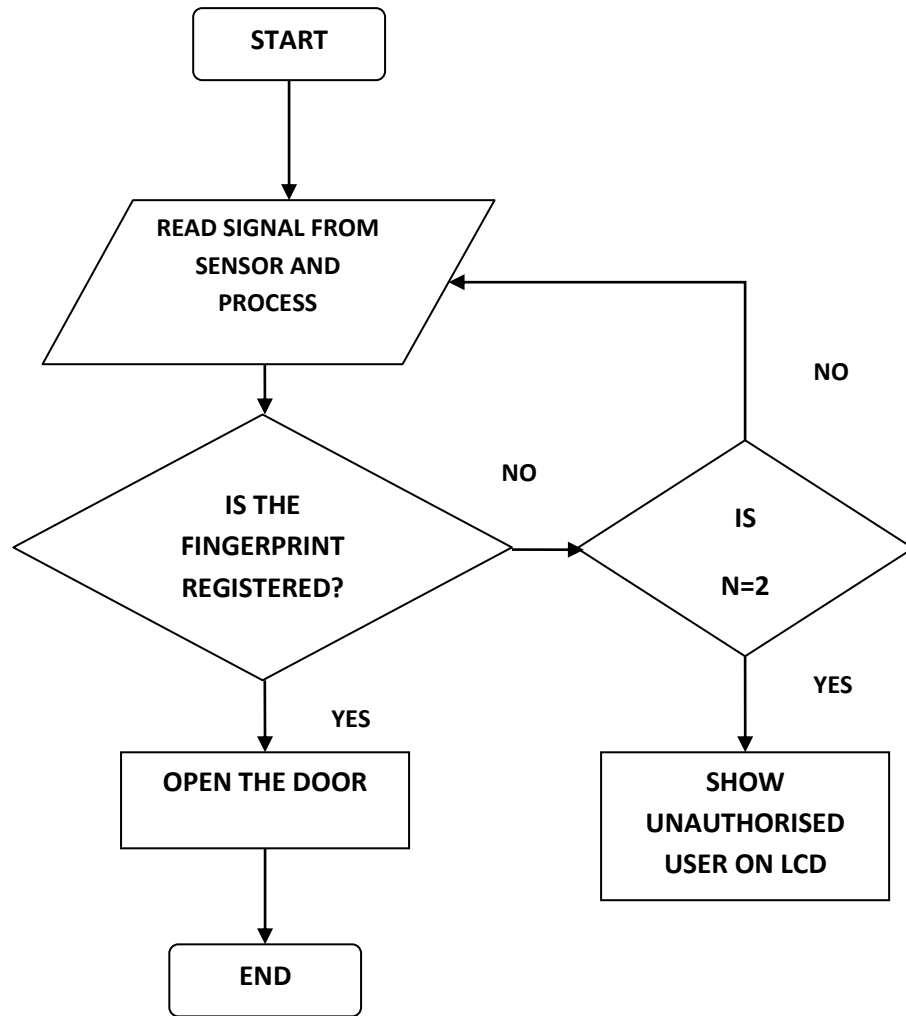 START
READ SIGNAL FROM
SENSOR AND
PROCESS
NO
NO
IS THE
FINGERPRINT
REGISTERED?
IS
N=2
YES
YES
OPEN THE DOOR
SHOW
UNAUTHORISED
USER ON LCD
END